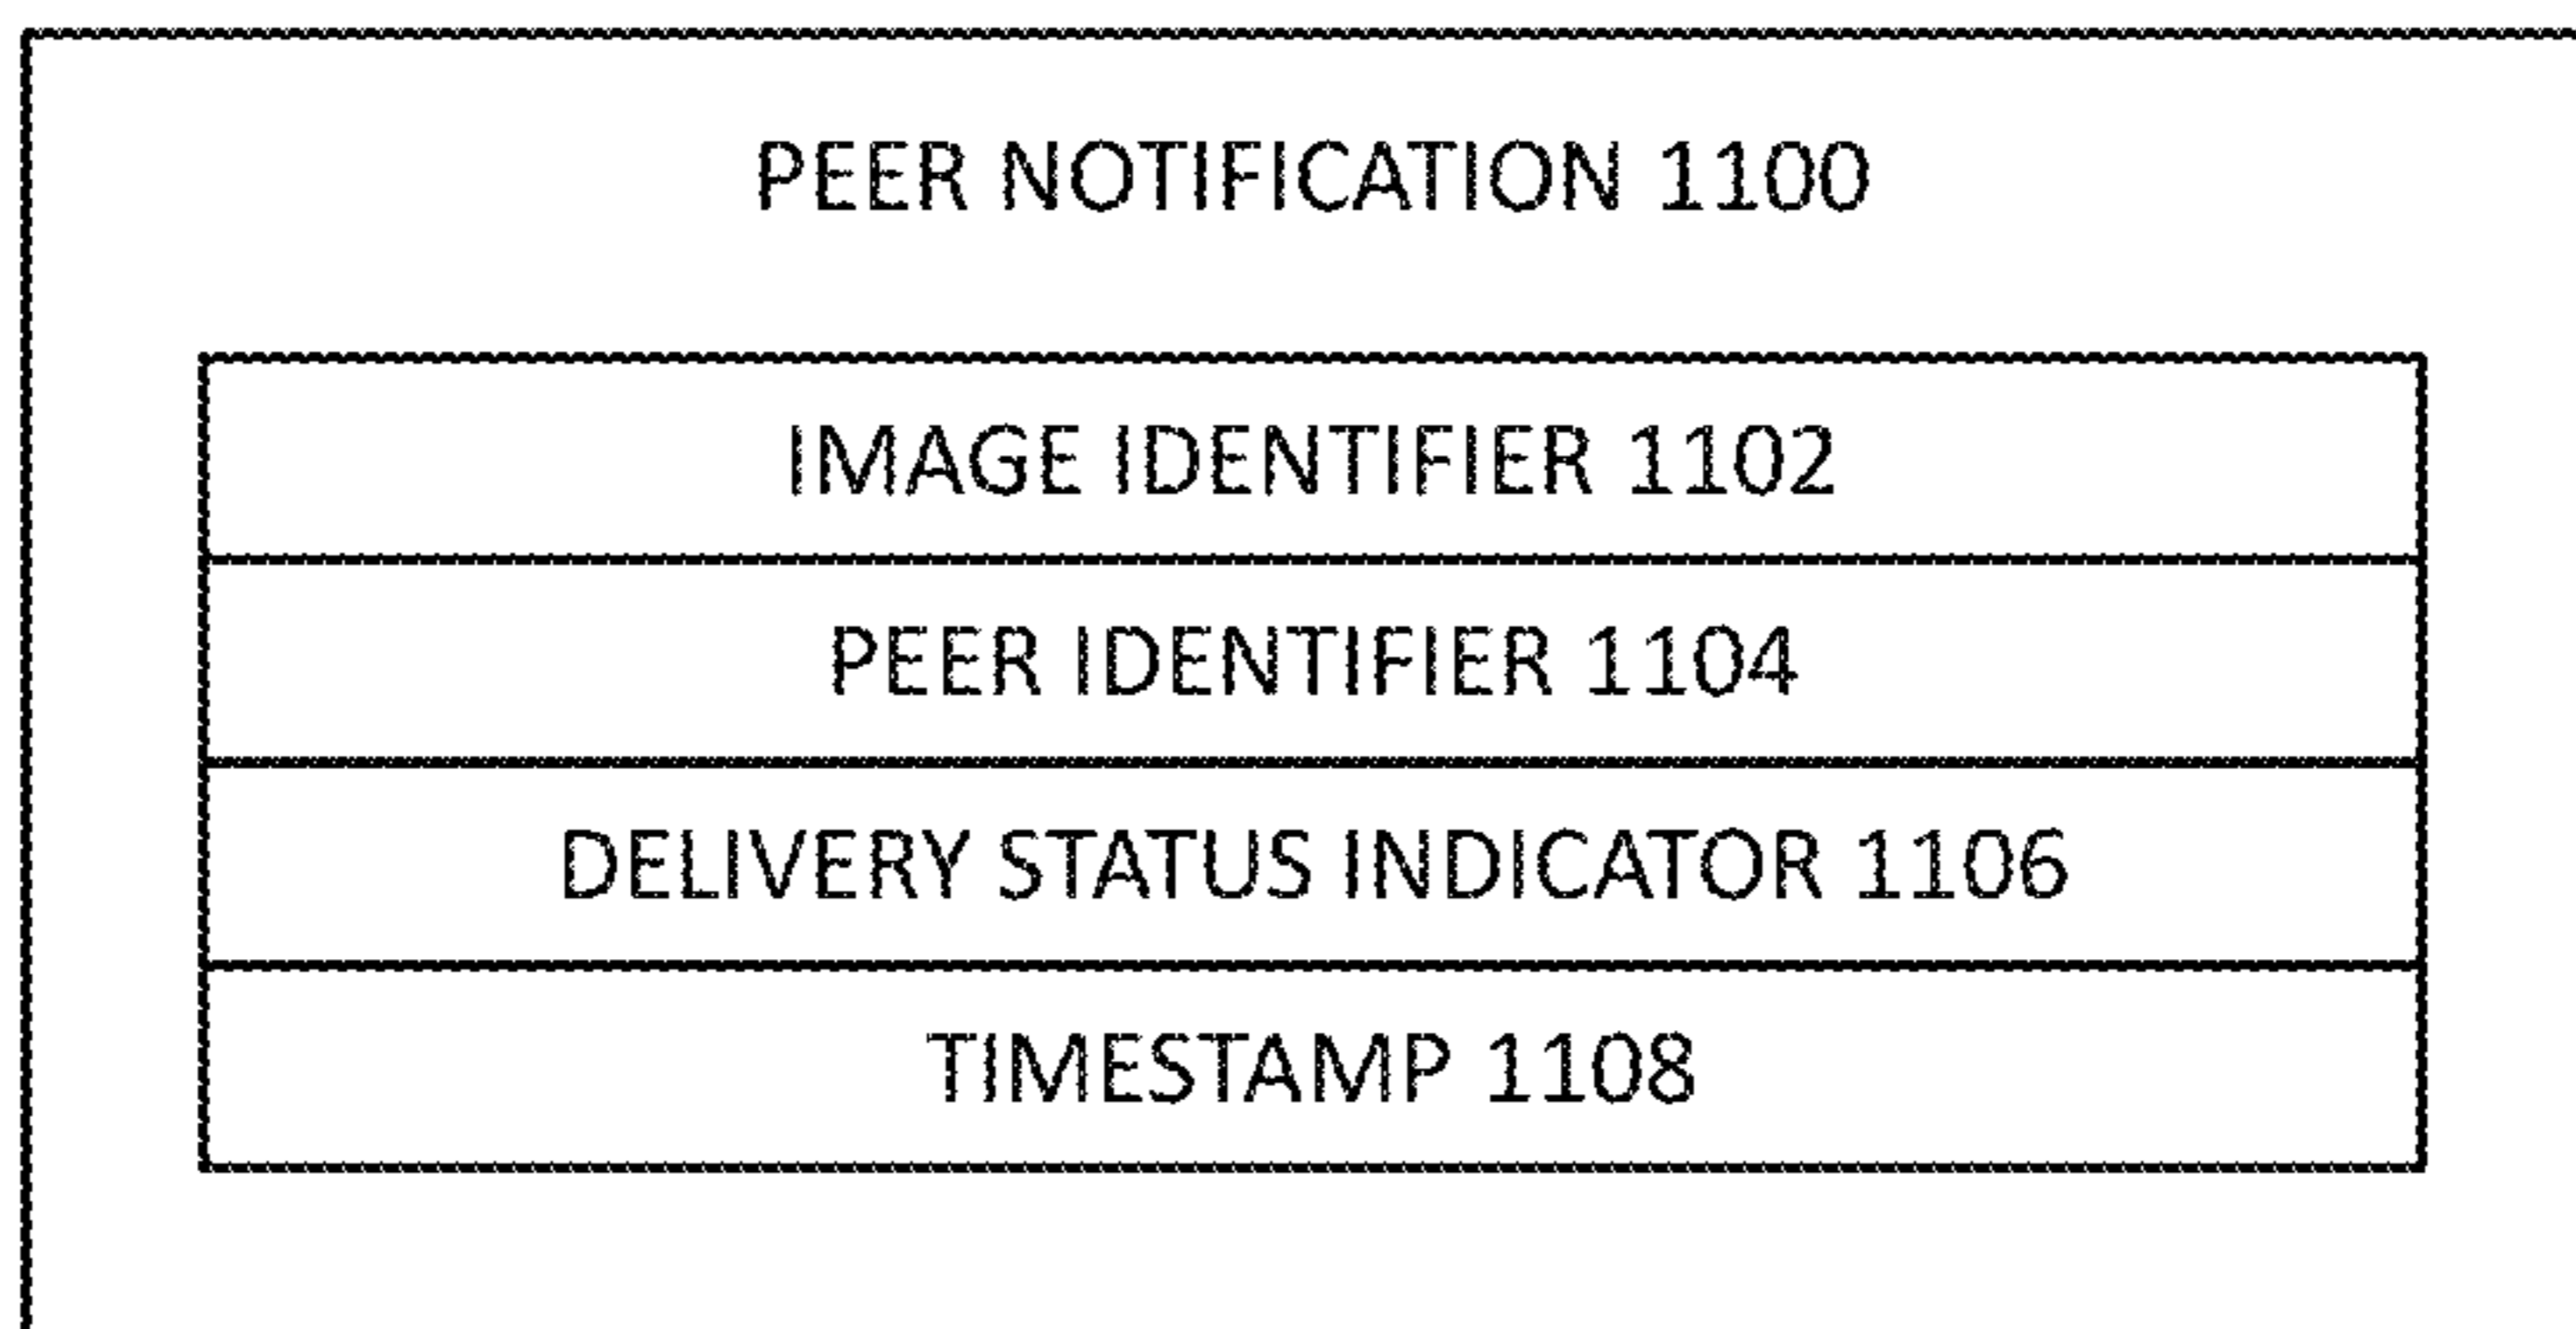 PEER NOTIFICATION 1100
IMAGE IDENTIFIER 1102
PEER IDENTIFIER 1104
DELIVERY STATUS INDICATOR 1106
TIMESTAMP 1108